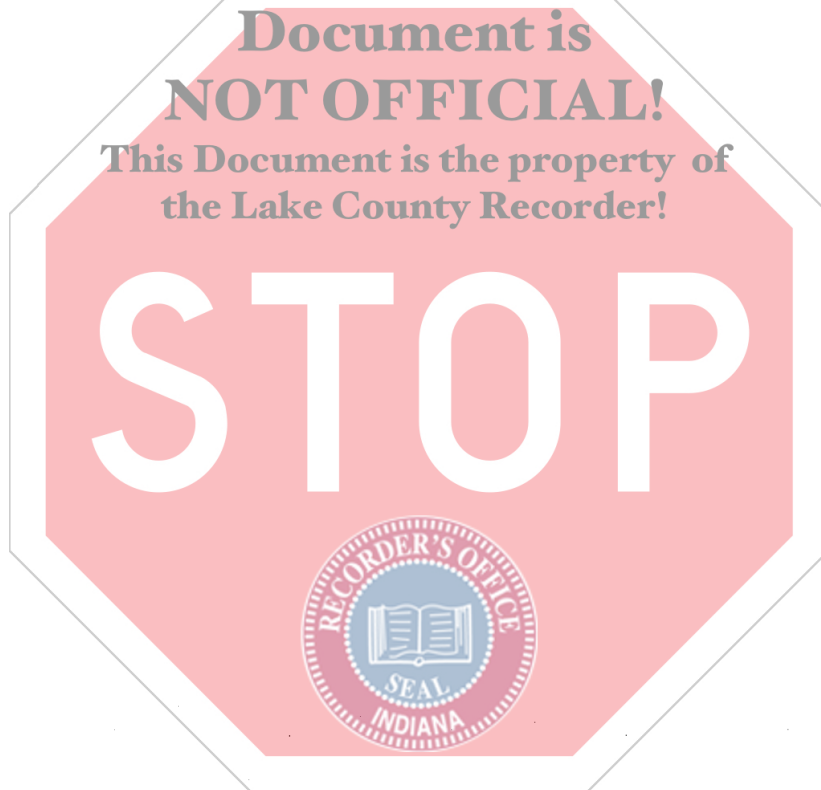 Document is
NOT OFFICIAL!
This Document is the property of
the Lake County Recorder!
STOP
RECORDER'S OFFICE
SEAL
INDIANA